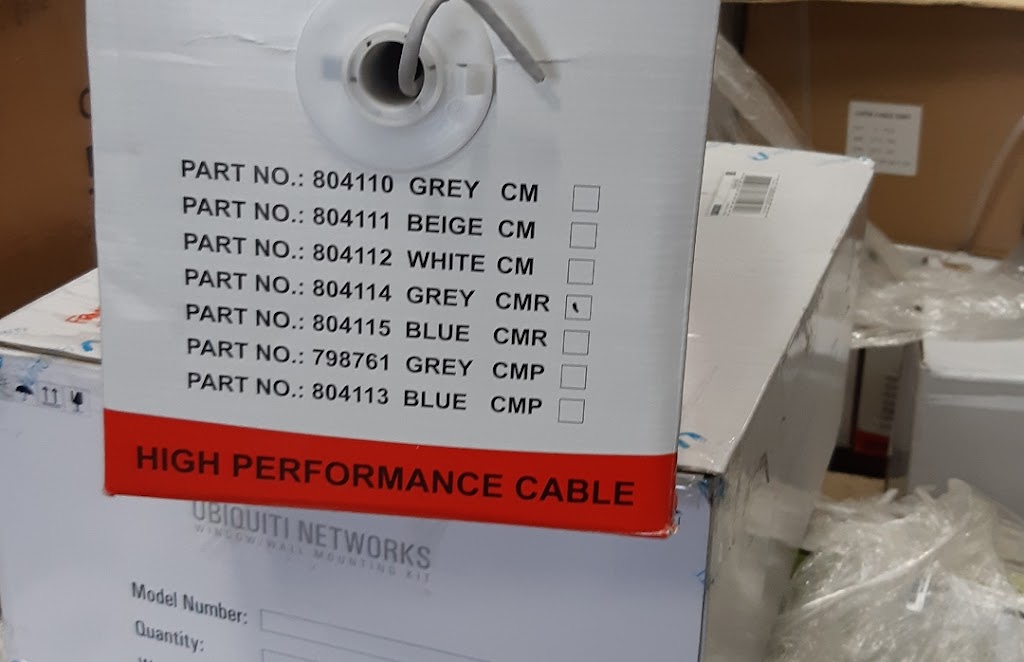 PART NO.: 804110 GREY CM
PART NO.: 804111 BEIGE CM
PART NO.: 804112 WHITE CM
PART NO.: 804114 GREY CMR
PART NO.: 804115 BLUE CMR
PART NO.: 798761 GREY CMP
PART NO.: 804113 BLUE CMP
HIGH PERFORMANCE CABLE
UBIQUITI NETWORKS
WINDOW/WALL MOUNTING KIT
Model Number:
Quantity: